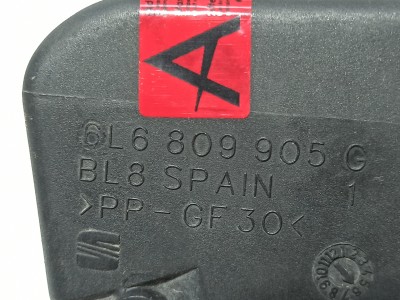 A
6L6 809 905 G
BL8 SPAIN 1
>PP-GF30<